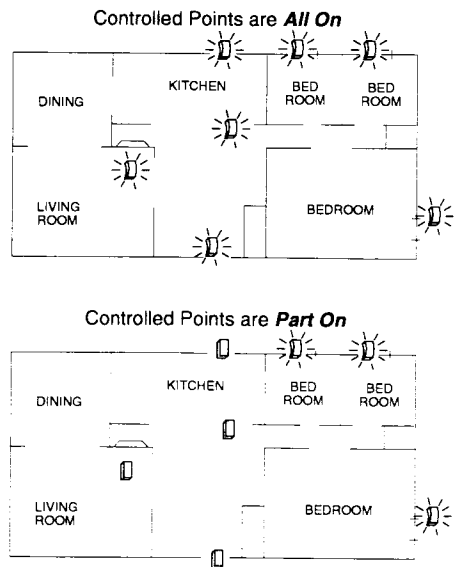 Controlled Points are All On
DINING
KITCHEN
BED
ROOM
BED
ROOM
LIVING
ROOM
BEDROOM
Controlled Points are Part On
DINING
KITCHEN
BED
ROOM
BED
ROOM
LIVING
ROOM
BEDROOM